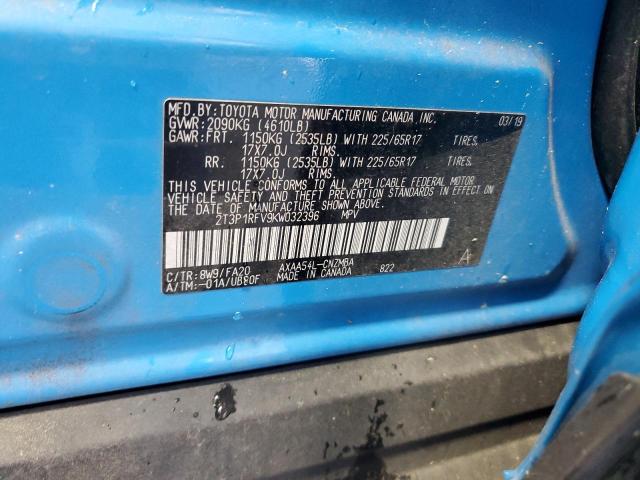 MFD.BY:TOYOTA MOTOR MANUFACTURING CANADA, INC. 03/19
GVWR:2090KG (4610LB)
GAWR:FRT. 1150KG (2535LB) WITH 225/65R17 TIRES,
17X7.0J RIMS.
RR. 1150KG (2535LB) WITH 225/65R17 TIRES,
17X7.0J RIMS.
THIS VEHICLE CONFORMS TO ALL APPLICABLE FEDERAL MOTOR
VEHICLE SAFETY AND THEFT PREVENTION STANDARDS IN EFFECT
ON THE DATE OF MANUFACTURE SHOWN ABOVE.
2T3P1RFV9KW032396 MPV
C/TR: 8W9/FA20 AXAA54L-CNZMBA 822 A
A/TM:-01A/UB80F MADE IN CANADA